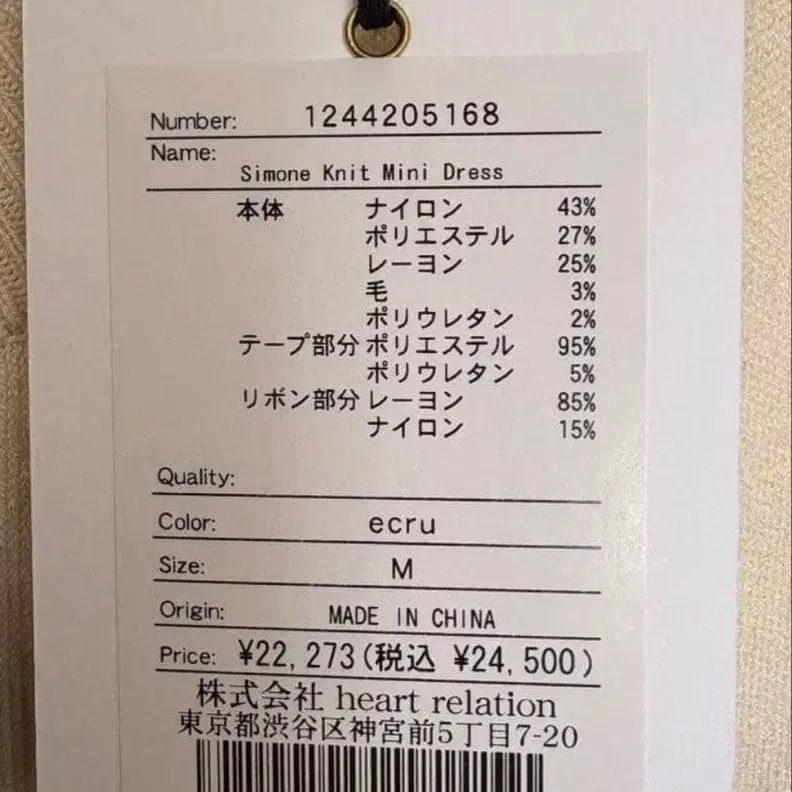 Number: 1244205168
Name:
Simone Knit Mini Dress
本体 ナイロン 43%
ポリエステル 27%
レーヨン 25%
毛 3%
ポリウレタン 2%
テープ部分 ポリエステル 95%
ポリウレタン 5%
リボン部分 レーヨン 85%
ナイロン 15%
Quality:
Color: ecru
Size: M
Origin: MADE IN CHINA
Price: ¥22,273(税込 ¥24,500)
株式会社 heart relation
東京都渋谷区神宮前5丁目7-20